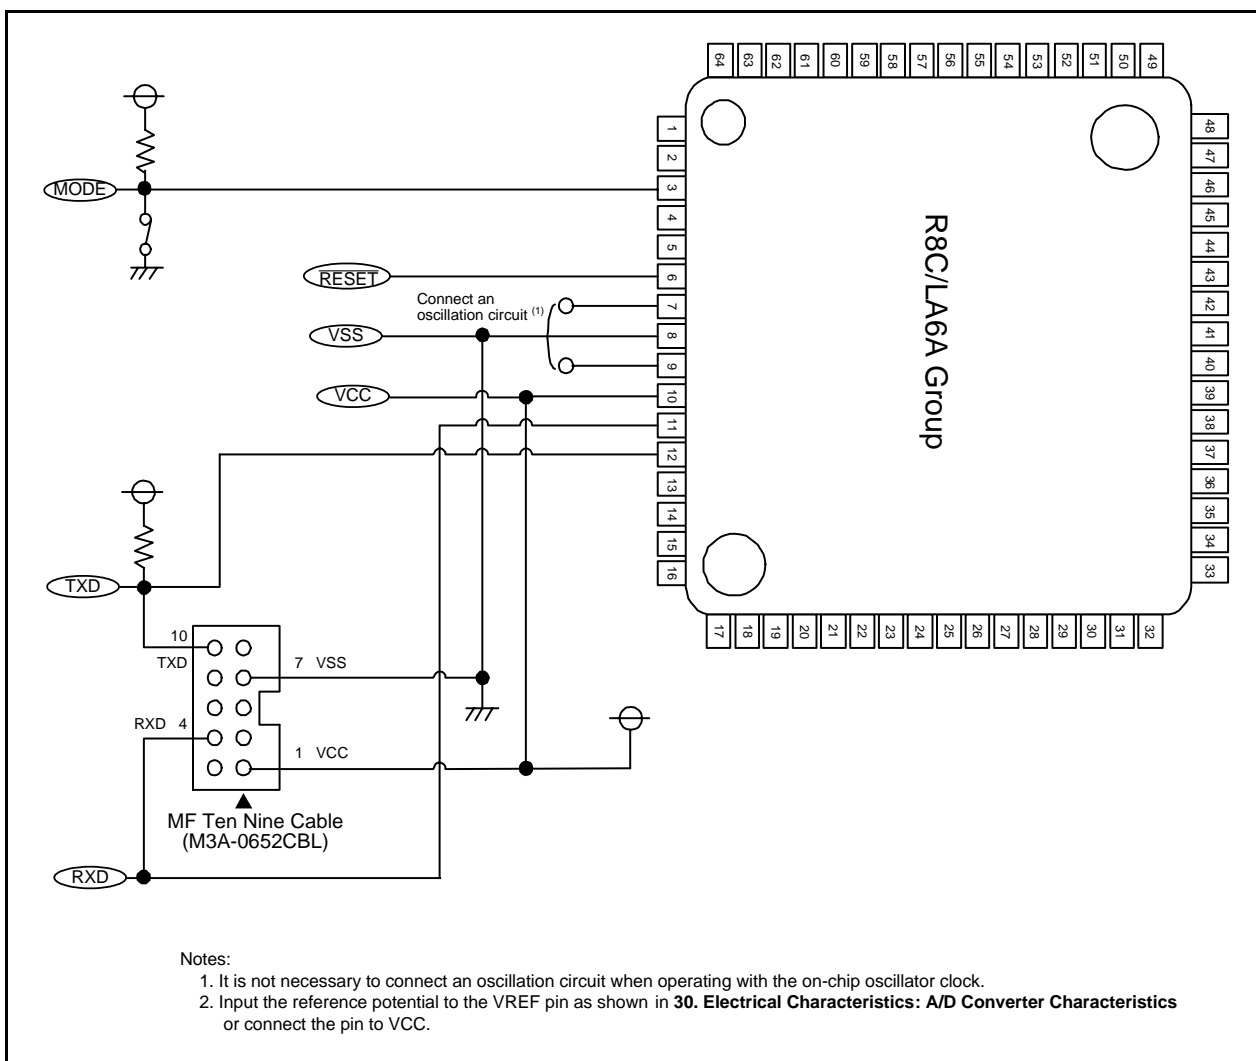 64 63 62 61 60 59 58 57 56 55 54 53 52 51 50 49
1
2
3
4
5
6
7
8
9
10
11
12
13
14
15
16
48
47
46
45
44
43
42
41
40
39
38
37
36
35
34
33
17 18 19 20 21 22 23 24 25 26 27 28 29 30 31 32
R8C/LA6A Group
MODE
RESET
Connect an
oscillation circuit (1)
VSS
VCC
TXD
10
TXD
7 VSS
RXD 4
1 VCC
MF Ten Nine Cable
(M3A-0652CBL)
RXD
Notes:
1. It is not necessary to connect an oscillation circuit when operating with the on-chip oscillator clock.
2. Input the reference potential to the VREF pin as shown in 30. Electrical Characteristics: A/D Converter Characteristics
or connect the pin to VCC.